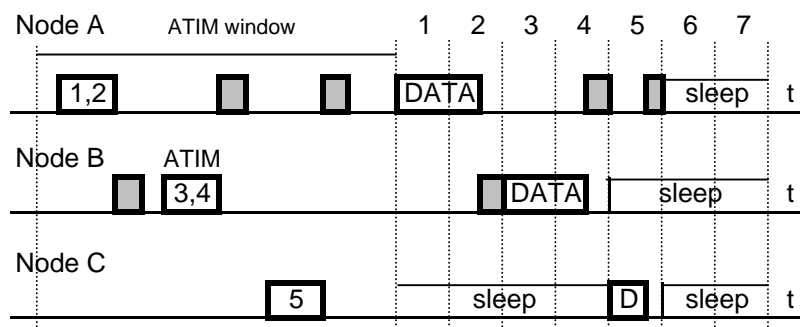 Node A ATIM window 1 2 3 4 5 6 7
1,2 DATA sleep t
Node B ATIM
3,4 DATA sleep t
Node C
5 sleep D sleep t